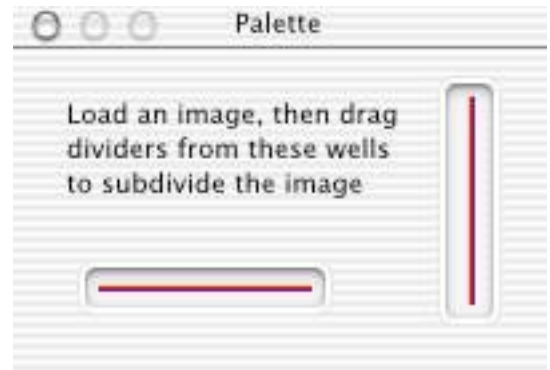 Palette
Load an image, then drag
dividers from these wells
to subdivide the image